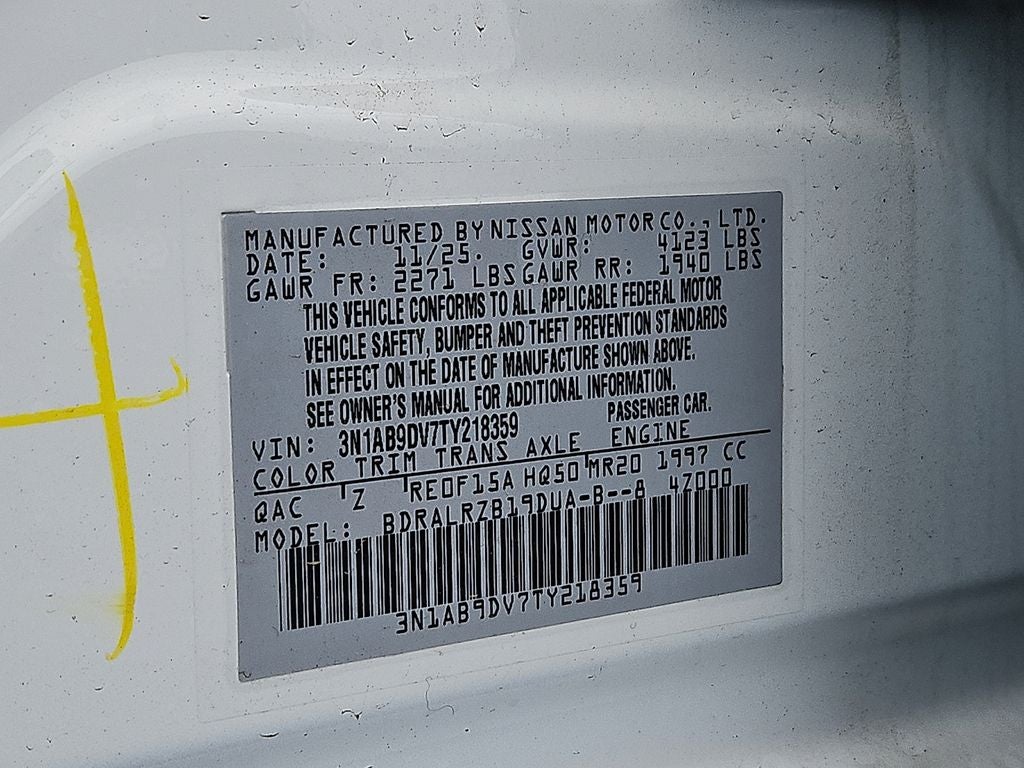 MANUFACTURED BY NISSAN MOTOR CO., LTD.
DATE: 11/25. GVWR: 4123 LBS
GAWR FR: 2271 LBS GAWR RR: 1940 LBS
THIS VEHICLE CONFORMS TO ALL APPLICABLE FEDERAL MOTOR
VEHICLE SAFETY, BUMPER AND THEFT PREVENTION STANDARDS
IN EFFECT ON THE DATE OF MANUFACTURE SHOWN ABOVE.
SEE OWNER'S MANUAL FOR ADDITIONAL INFORMATION.
VIN: 3N1AB9DV7TY218359 PASSENGER CAR.
COLOR TRIM TRANS AXLE ENGINE
QAC Z RE0F15A HQ50 MR20 1997 CC
MODEL: BDRALRZB19DUA-B--8 47000
3N1AB9DV7TY218359